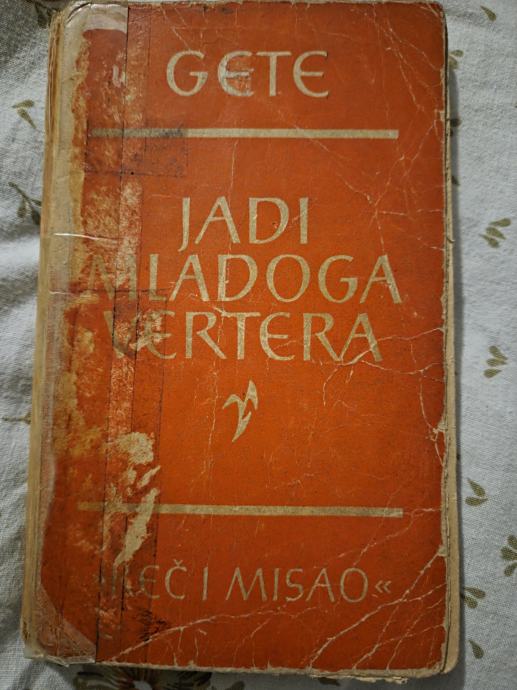 GETE
JADI
MLADOGA
VERTERA
»REČ I MISAO«